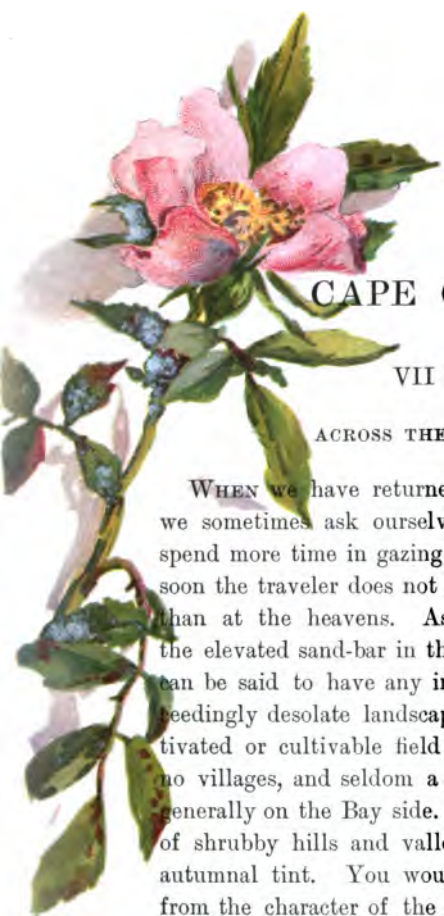 CAPE C
VII
ACROSS THE
WHEN we have returne
we sometimes ask ourselv
spend more time in gazing
soon the traveler does not
than at the heavens. As
the elevated sand-bar in th
can be said to have any in
ceedingly desolate landscap
tivated or cultivable field
no villages, and seldom a
generally on the Bay side.
of shrubby hills and valle
autumnal tint. You wou
from the character of the